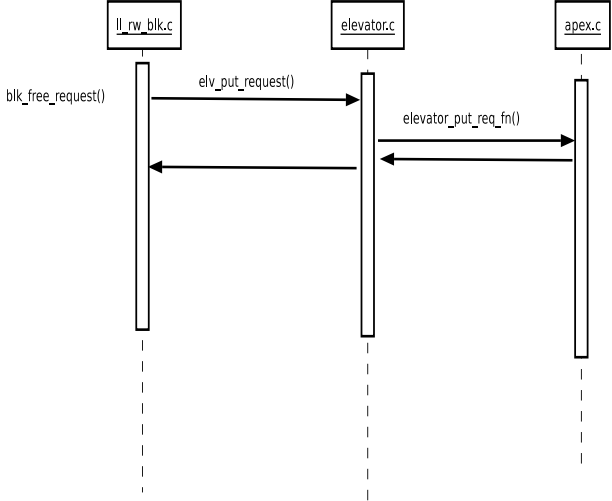 ll_rw_blk.c
elevator.c
apex.c
elv_put_request()
blk_free_request()
elevator_put_req_fn()